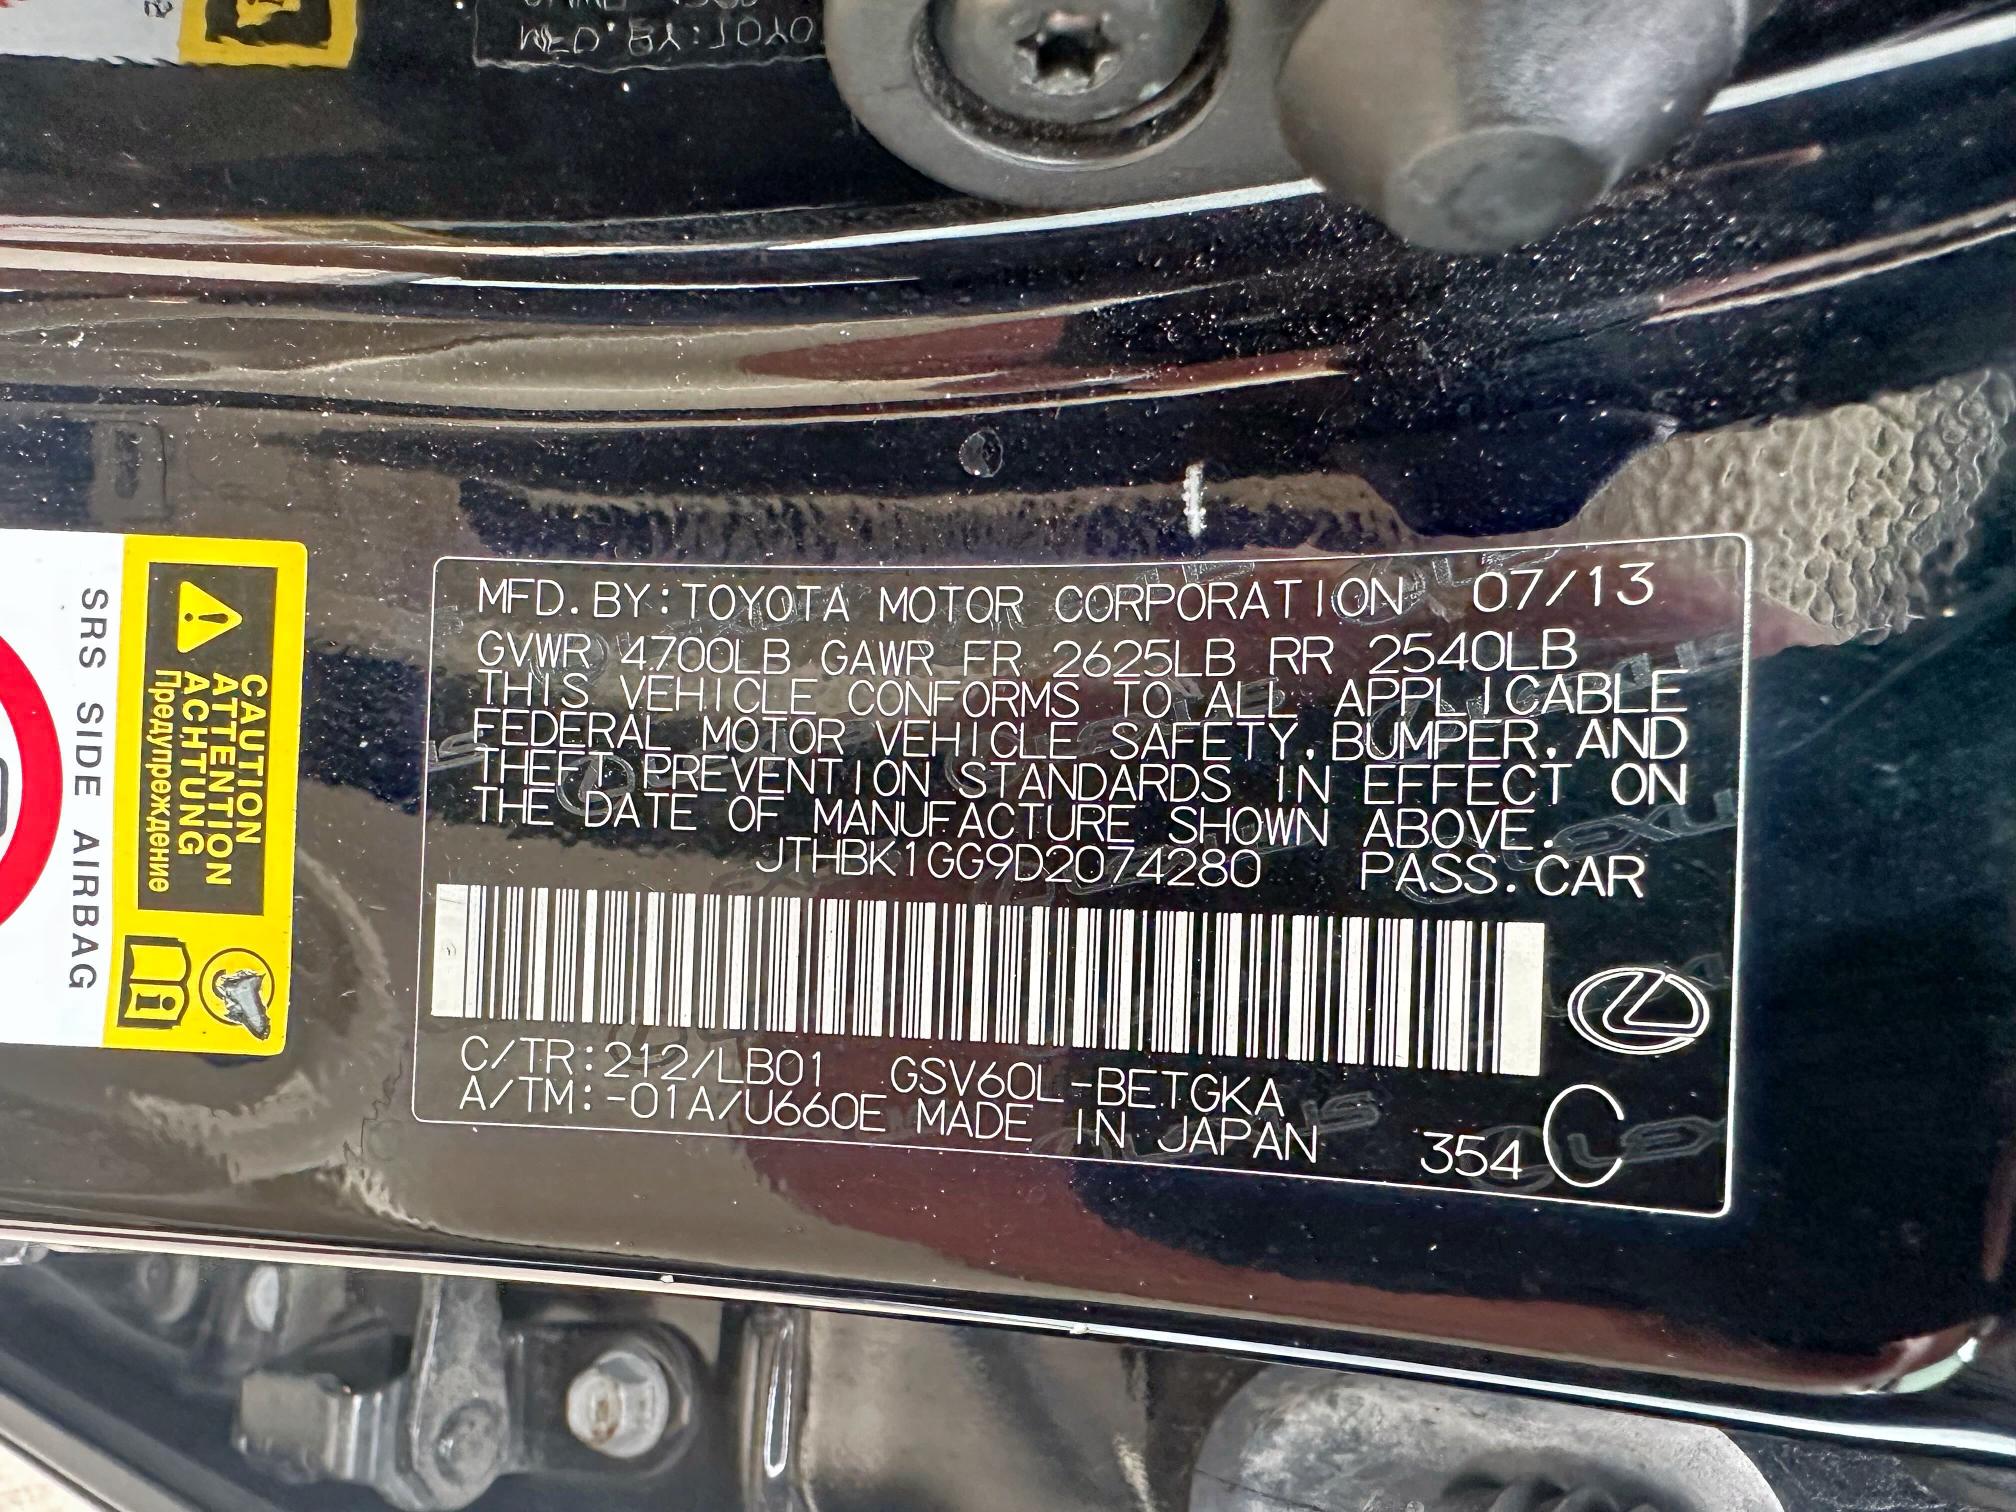 MFD. BY: TOYO
MFD. BY: TOYOTA MOTOR CORPORATION 07/13
GVWR 4700LB GAWR FR 2625LB RR 2540LB
THIS VEHICLE CONFORMS TO ALL APPLICABLE
FEDERAL MOTOR VEHICLE SAFETY, BUMPER, AND
THEFT PREVENTION STANDARDS IN EFFECT ON
THE DATE OF MANUFACTURE SHOWN ABOVE.
JTHBK1GG9D2074280 PASS. CAR
C/TR: 212/LB01 GSV60L-BETGKA
A/TM: -01A/U660E MADE IN JAPAN 354 C
CAUTION
ATTENTION
ACHTUNG
Предупреждение
SRS SIDE AIRBAG